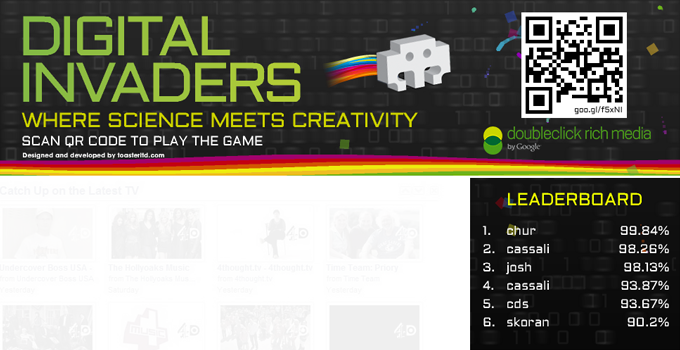 DIGITAL
INVADERS
WHERE SCIENCE MEETS CREATIVITY
SCAN QR CODE TO PLAY THE GAME
Designed and developed by toasterltd.com
goo.gl/f5xNl
doubleclick rich media
by Google
Catch Up on the Latest TV
LEADERBOARD
1. chur 99.84%
2. cassali 98.26%
3. josh 98.13%
4. cassali 93.87%
5. cds 93.67%
6. skoran 90.2%